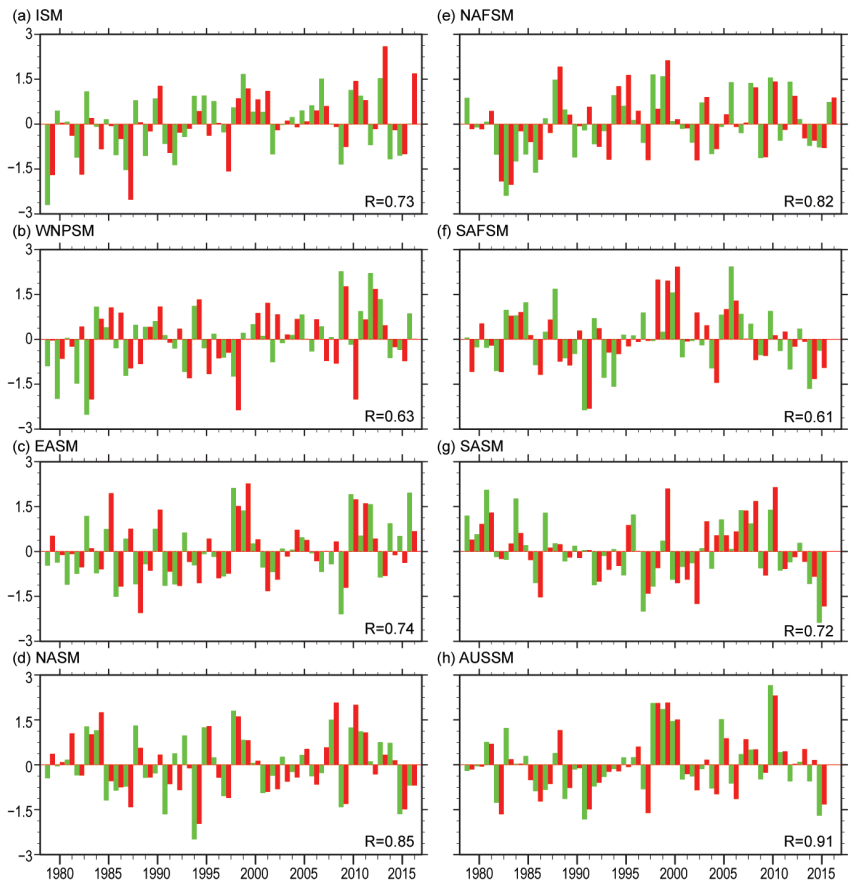 (a) ISM
(e) NAFSM
3
1.5
0
−1.5
−3
R=0.73
R=0.82
(b) WNPSM
(f) SAFSM
3
1.5
0
−1.5
−3
R=0.63
R=0.61
(c) EASM
(g) SASM
3
1.5
0
−1.5
−3
R=0.74
R=0.72
(d) NASM
(h) AUSSM
3
1.5
0
−1.5
−3
R=0.85
R=0.91
1980 1985 1990 1995 2000 2005 2010 2015
1980 1985 1990 1995 2000 2005 2010 2015